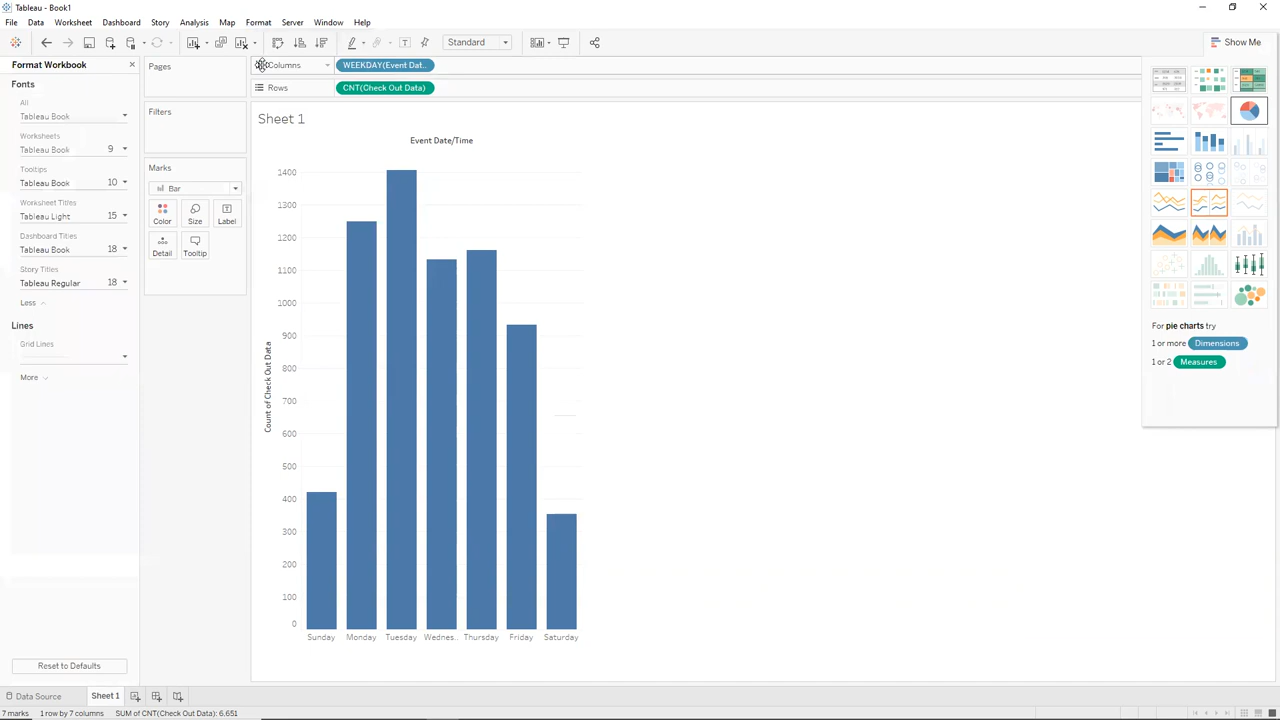 Tableau - Book1
File Data Worksheet Dashboard Story Analysis Map Format Server Window Help
Standard
Show Me
Format Workbook
Fonts
All
Tableau Book
Worksheets
Tableau Book 9
Tooltips
Tableau Book 10
Worksheet Titles
Tableau Light 15
Dashboard Titles
Tableau Book 18
Story Titles
Tableau Regular 18
Less
Lines
Grid Lines
More
Reset to Defaults
Pages
Filters
Marks
Bar
Color Size Label
Detail Tooltip
Columns WEEKDAY(Event Dat..
Rows CNT(Check Out Data)
Sheet 1
Event Date/Time
Count of Check Out Data
1400
1300
1200
1100
1000
900
800
700
600
500
400
300
200
100
0
Sunday Monday Tuesday Wednes.. Thursday Friday Saturday
For pie charts try
1 or more Dimensions
1 or 2 Measures
Data Source Sheet 1
7 marks 1 row by 7 columns SUM of CNT(Check Out Data): 6.651